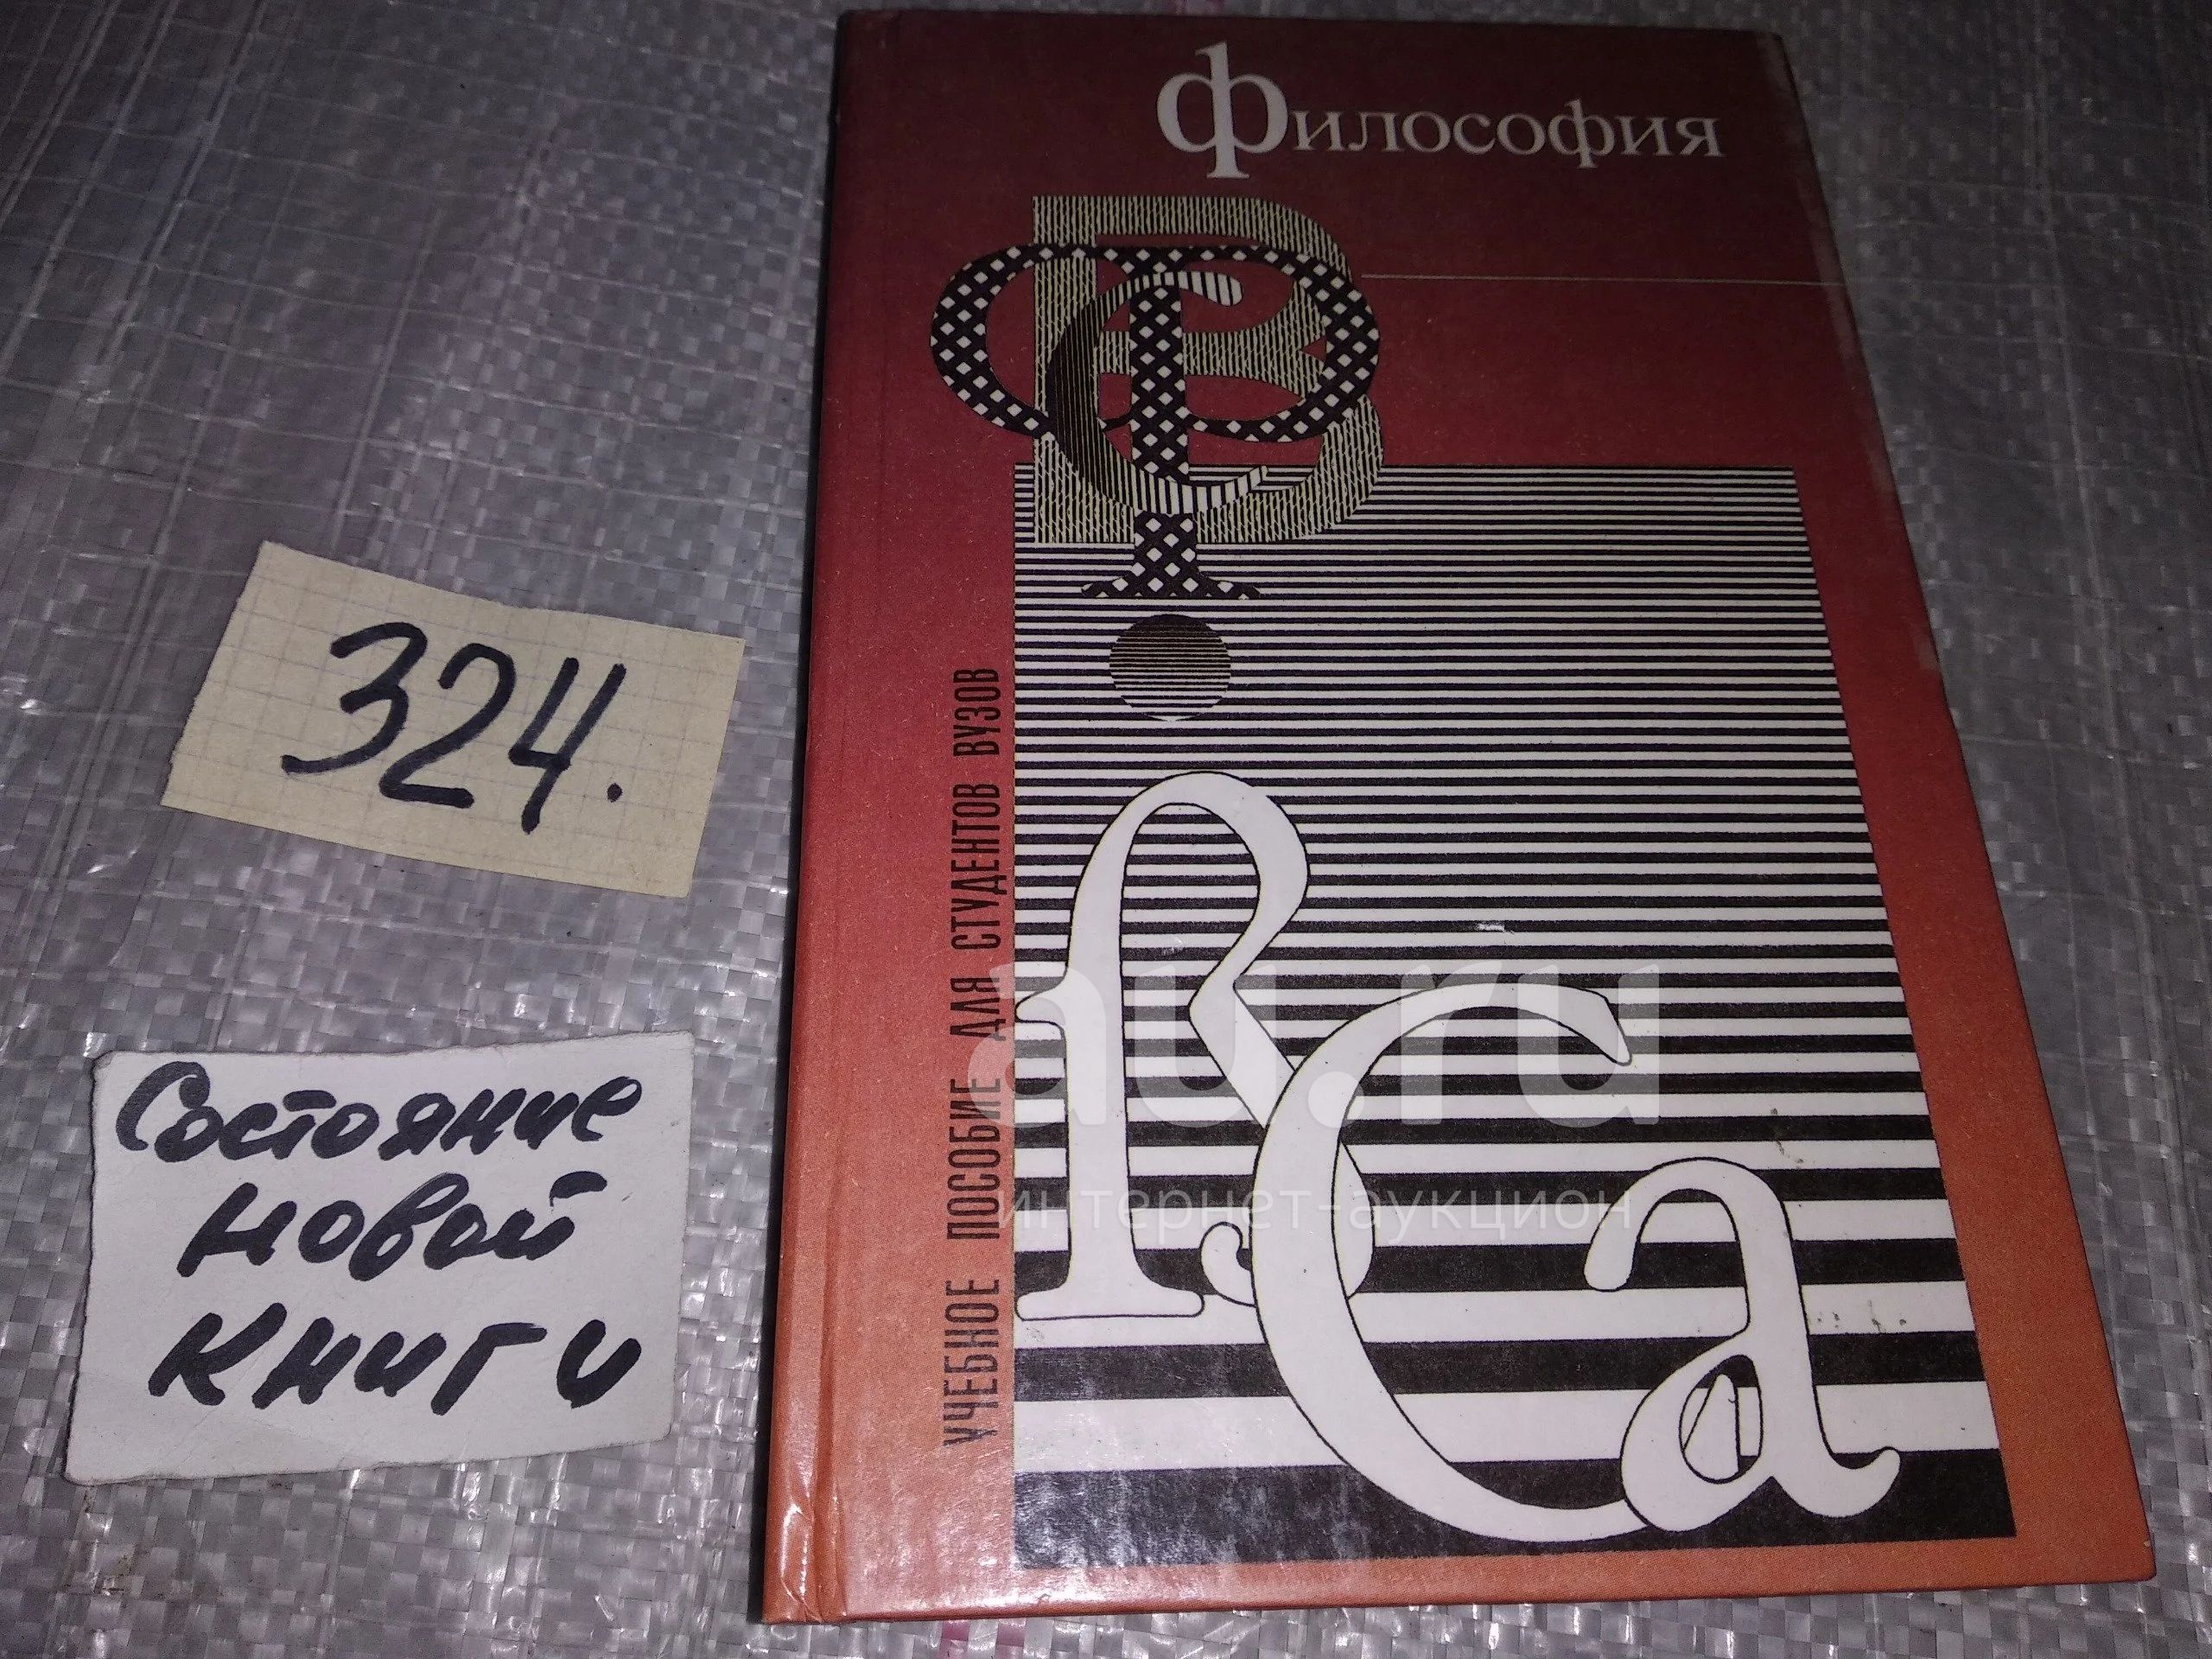 Философия
УЧЕБНОЕ ПОСОБИЕ ДЛЯ СТУДЕНТОВ ВУЗОВ
324.
Состояние
новой
книги
au.ru
интернет-аукцион